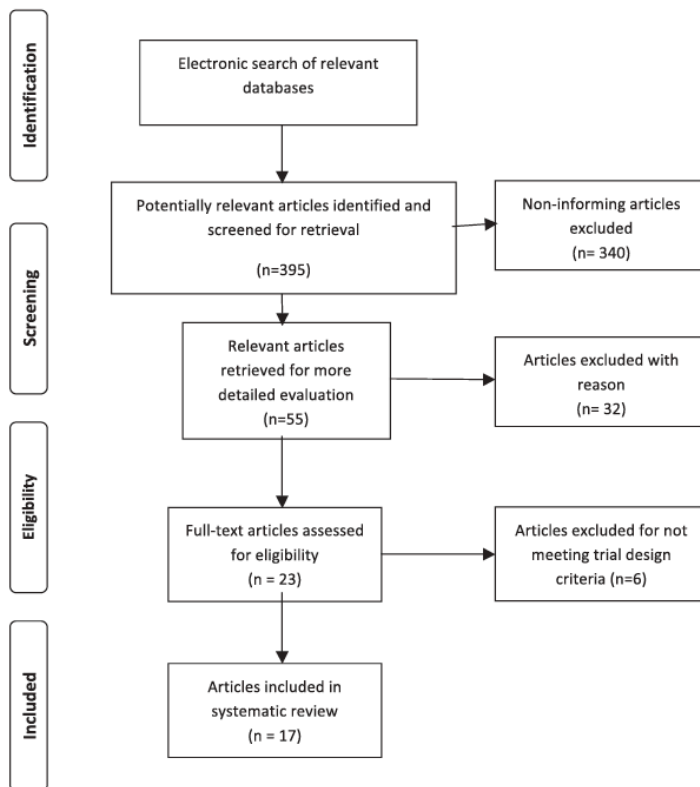 Identification
Electronic search of relevant
databases
Potentially relevant articles identified and
screened for retrieval
(n=395)
Non-informing articles
excluded
(n= 340)
Screening
Relevant articles
retrieved for more
detailed evaluation
(n=55)
Articles excluded with
reason
(n= 32)
Eligibility
Full-text articles assessed
for eligibility
(n = 23)
Articles excluded for not
meeting trial design
criteria (n=6)
Included
Articles included in
systematic review
(n = 17)